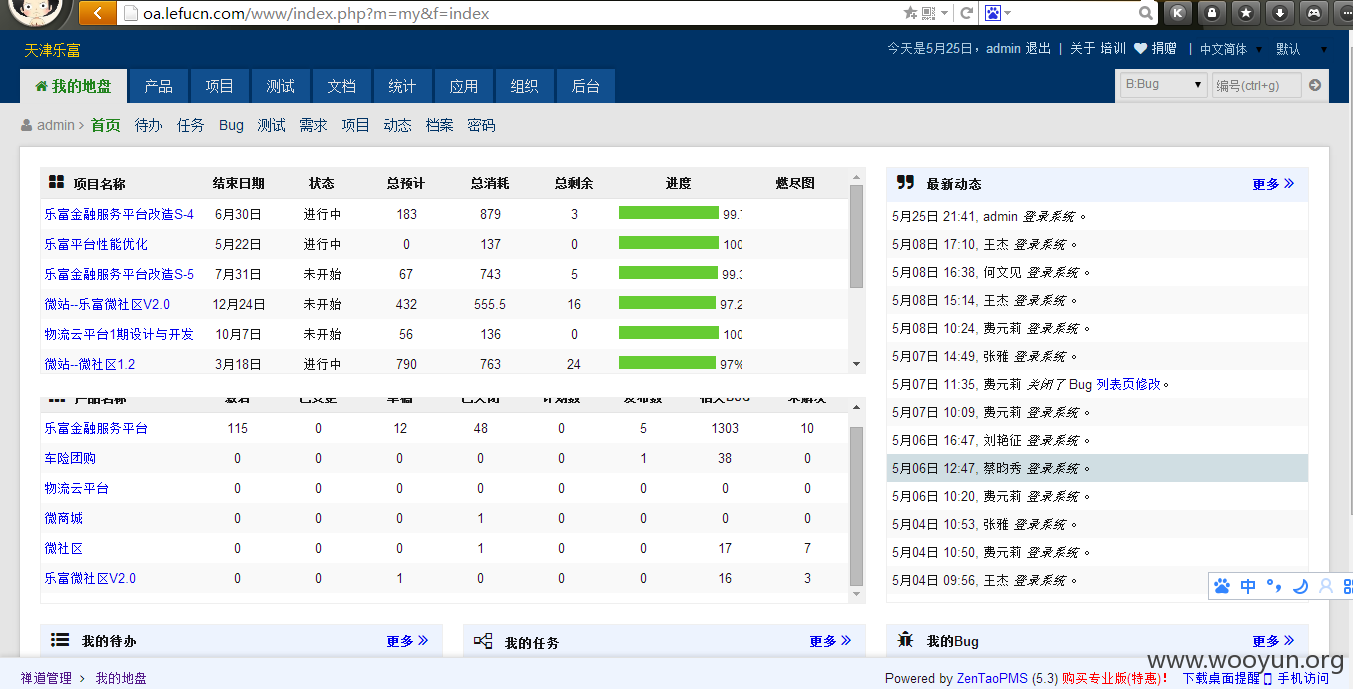 oa.lefucn.com/www/index.php?m=my&f=index
天津乐富
今天是5月25日，admin 退出 | 关于 培训 捐赠 | 中文简体 默认
我的地盘 产品 项目 测试 文档 统计 应用 组织 后台
B:Bug 编号(ctrl+g)
admin 首页 待办 任务 Bug 测试 需求 项目 动态 档案 密码
项目名称 结束日期 状态 总预计 总消耗 总剩余 进度 燃尽图
乐富金融服务平台改造S-4 6月30日 进行中 183 879 3 99.
乐富平台性能优化 5月22日 进行中 0 137 0 100
乐富金融服务平台改造S-5 7月31日 未开始 67 743 5 99.
微站--乐富微社区V2.0 12月24日 未开始 432 555.5 16 97.2
物流云平台1期设计与开发 10月7日 未开始 56 136 0 100
微站--微社区1.2 3月18日 进行中 790 763 24 97%
乐富金融服务平台 115 0 12 48 0 5 1303 10
车险团购 0 0 0 0 0 1 38 0
物流云平台 0 0 0 0 0 0 0 0
微商城 0 0 0 1 0 0 0 0
微社区 0 0 0 1 0 0 17 7
乐富微社区V2.0 0 0 1 0 0 0 16 3
最新动态 更多
5月25日 21:41, admin 登录系统。
5月08日 17:10, 王杰 登录系统。
5月08日 16:38, 何文见 登录系统。
5月08日 15:14, 王杰 登录系统。
5月08日 10:24, 费元莉 登录系统。
5月07日 14:49, 张雅 登录系统。
5月07日 11:35, 费元莉 关闭了 Bug 列表页修改。
5月07日 10:09, 费元莉 登录系统。
5月06日 16:47, 刘艳征 登录系统。
5月06日 12:47, 蔡昀秀 登录系统。
5月06日 10:20, 费元莉 登录系统。
5月04日 10:53, 张雅 登录系统。
5月04日 10:50, 费元莉 登录系统。
5月04日 09:56, 王杰 登录系统。
中
我的待办 更多
我的任务 更多
我的Bug 更多
www.wooyun.org
禅道管理 我的地盘
Powered by ZenTaoPMS (5.3) 购买专业版(特惠)! 下载桌面提醒 手机访问